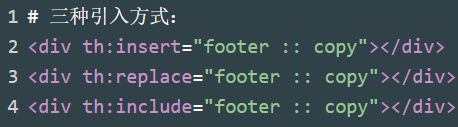 1 # 三种引入方式：
2 <div th:insert="footer :: copy"></div>
3 <div th:replace="footer :: copy"></div>
4 <div th:include="footer :: copy"></div>